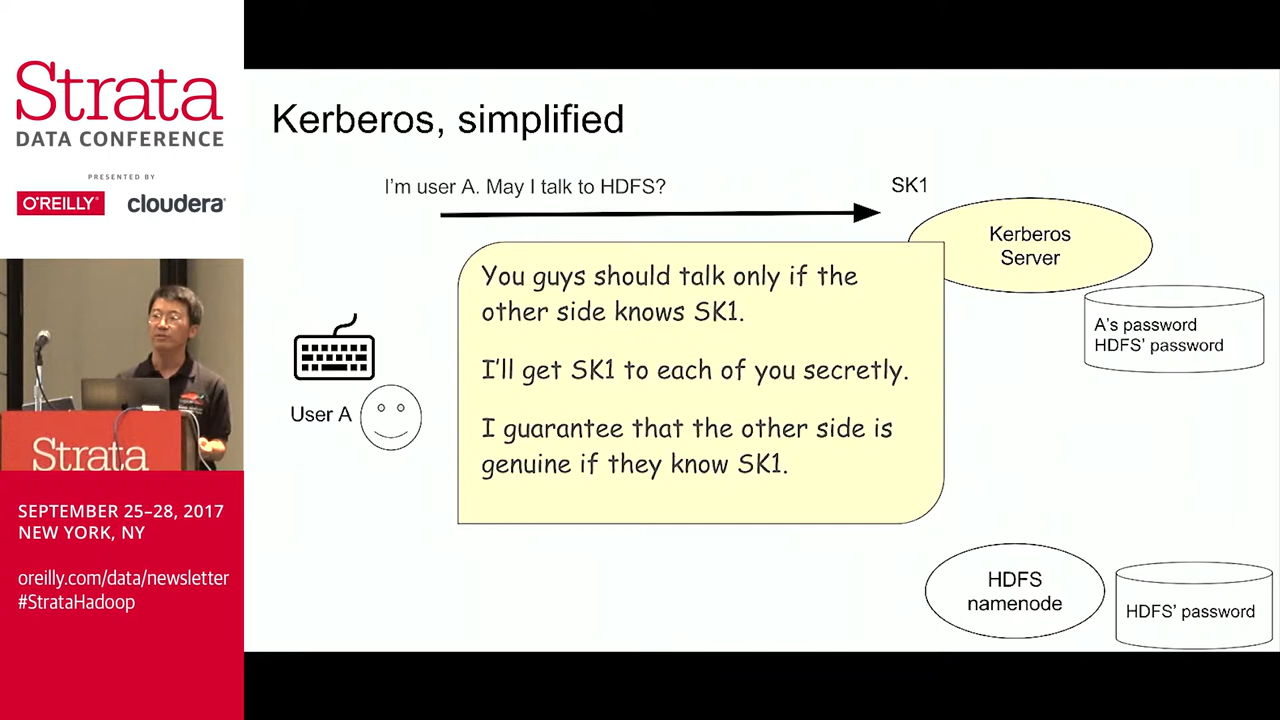 Strata
DATA CONFERENCE
PRESENTED BY
O'REILLY® cloudera®
Strata
SEPTEMBER 25–28, 2017
NEW YORK, NY
oreilly.com/data/newsletter
#StrataHadoop
Kerberos, simplified
I'm user A. May I talk to HDFS?
SK1
Kerberos
Server
A's password
HDFS' password
You guys should talk only if the
other side knows SK1.
I'll get SK1 to each of you secretly.
I guarantee that the other side is
genuine if they know SK1.
User A
HDFS
namenode
HDFS' password